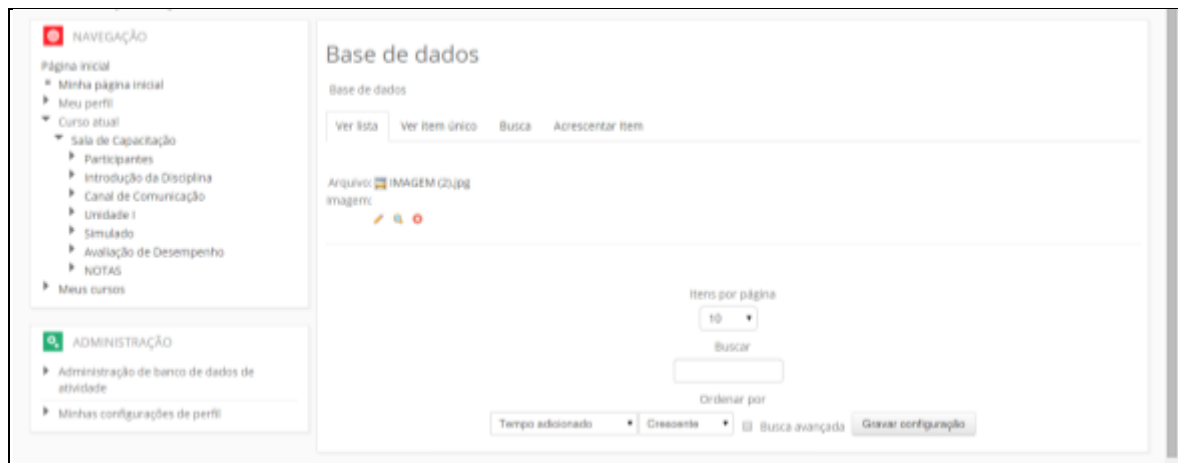 NAVEGAÇÃO
Página inicial
Minha página inicial
Meu perfil
Curso atual
Sala de Capacitação
Participantes
Introdução da Disciplina
Canal de Comunicação
Unidade I
Simulado
Avaliação de Desempenho
NOTAS
Meus cursos
ADMINISTRAÇÃO
Administração de banco de dados de
atividade
Minhas configurações de perfil
Base de dados
Base de dados
Ver lista Ver item único Busca Acrescentar item
Arquivo: IMAGEM (2).jpg
Imagem:
Itens por página
10
Buscar
Ordenar por
Tempo adicionado Crescente Busca avançada Gravar configuração